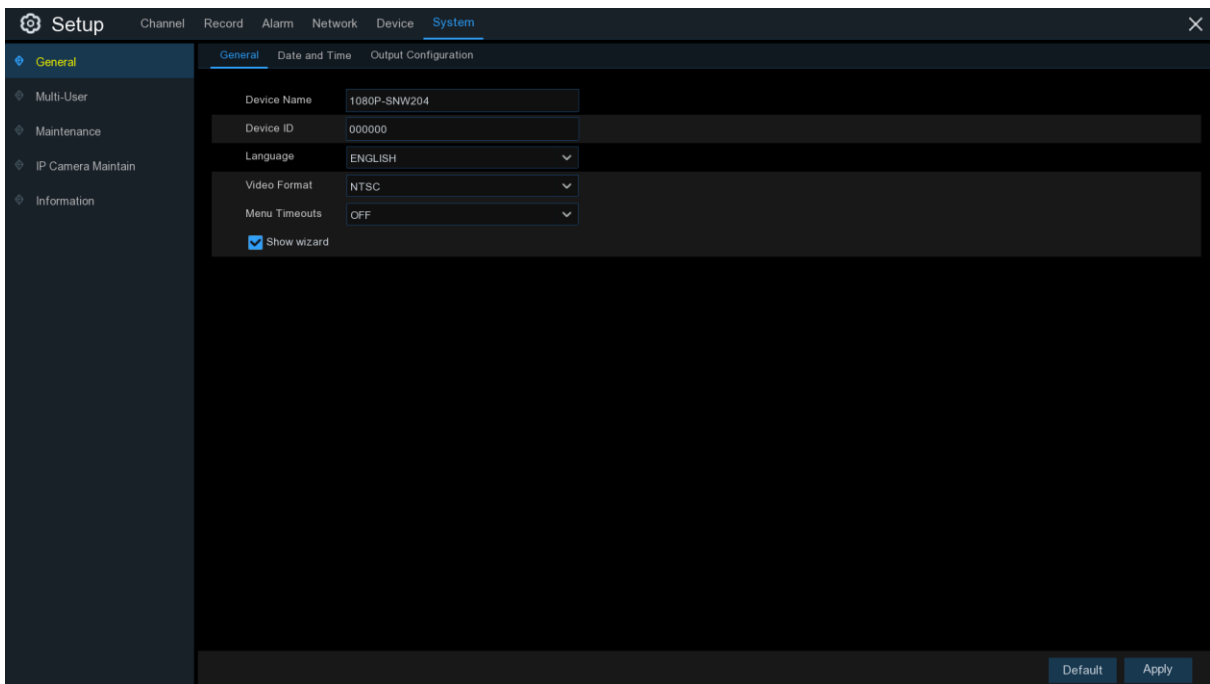 Setup Channel Record Alarm Network Device System
General
Multi-User
Maintenance
IP Camera Maintain
Information
General Date and Time Output Configuration
Device Name 1080P-SNW204
Device ID 000000
Language ENGLISH
Video Format NTSC
Menu Timeouts OFF
Show wizard
Default Apply